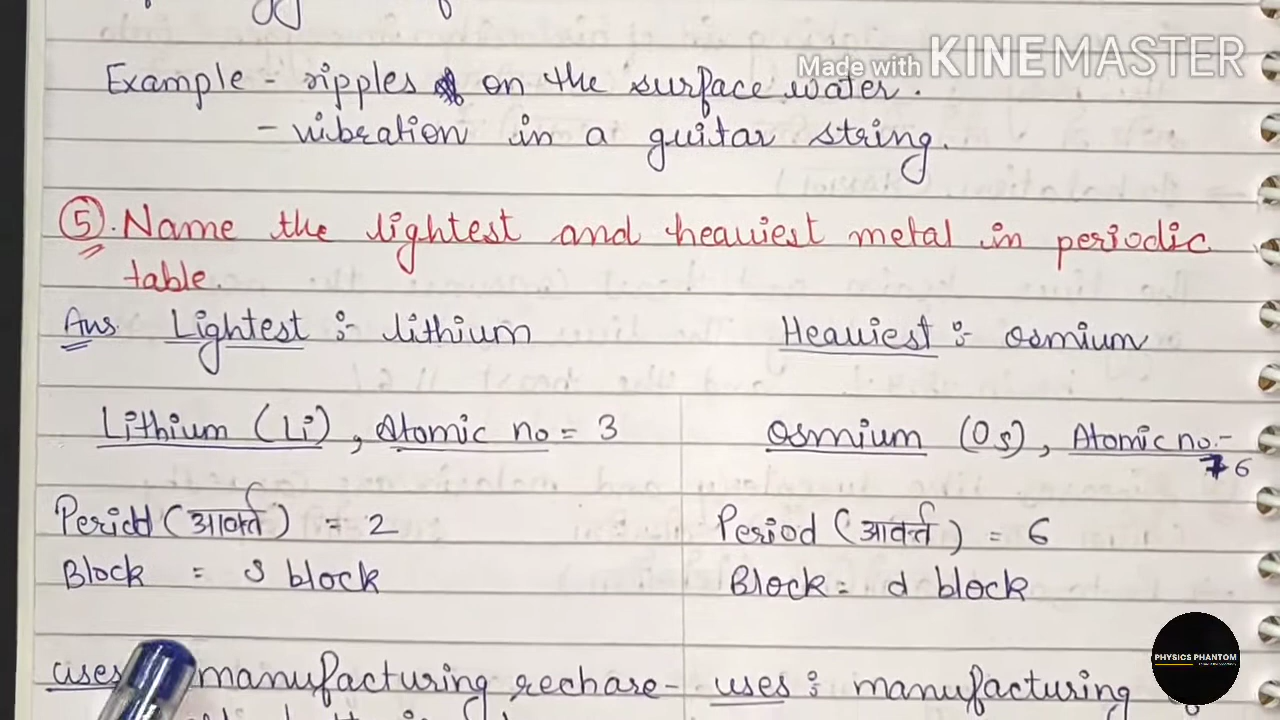 Made with KINEMASTER
Example - ripples on the surface water.
- vibration in a guitar string.
5. Name the lightest and heaviest metal in periodic
table.
Ans Lightest : lithium Heaviest : Osmium
Lithium (Li), Atomic no = 3 Osmium (Os), Atomic no.-
76
Period (आवर्त) = 2 Period (आवर्त) = 6
Block = s block Block = d block
uses manufacturing rechare- uses : manufacturing
PHYSICS PHANTOM